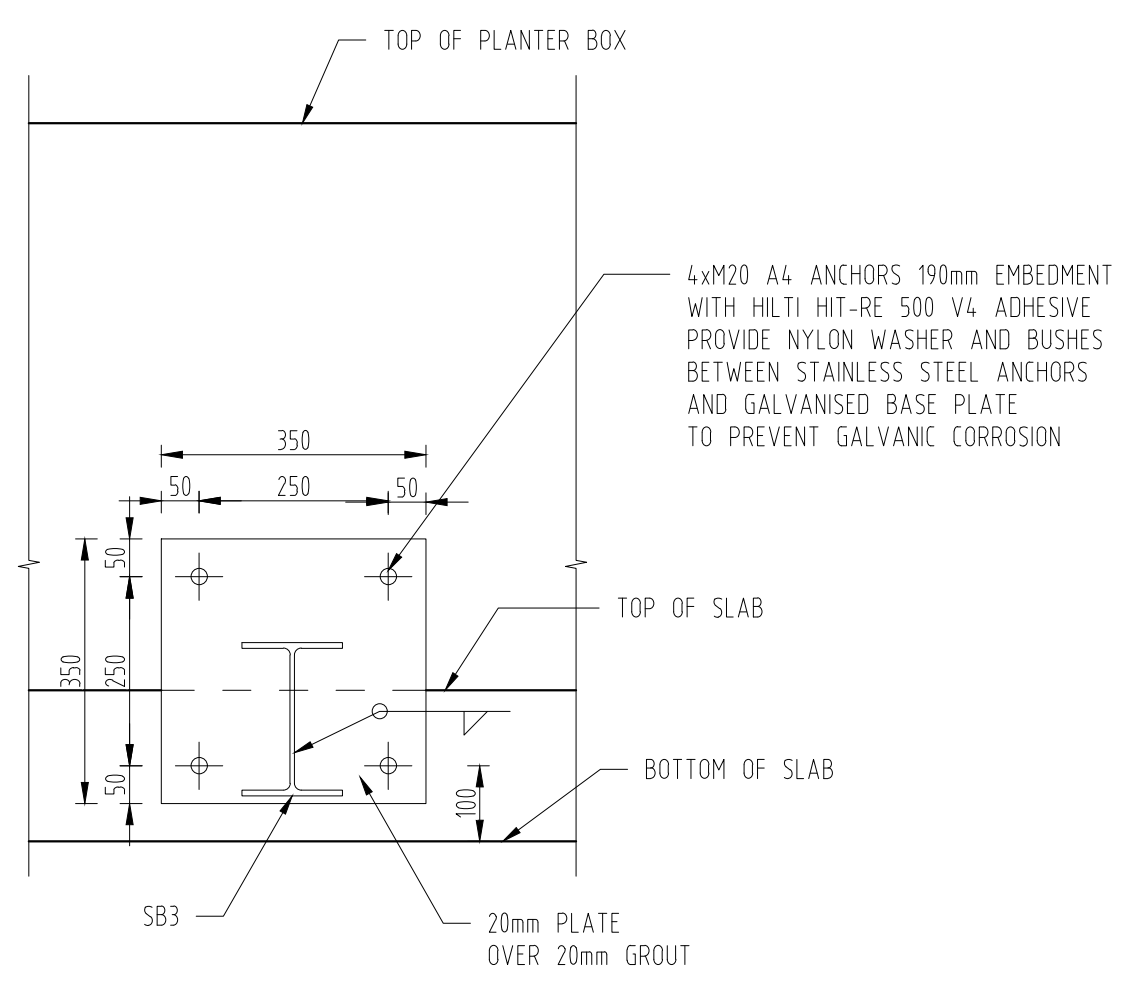 TOP OF PLANTER BOX
4xM20 A4 ANCHORS 190mm EMBEDMENT
WITH HILTI HIT-RE 500 V4 ADHESIVE
PROVIDE NYLON WASHER AND BUSHES
BETWEEN STAINLESS STEEL ANCHORS
AND GALVANISED BASE PLATE
TO PREVENT GALVANIC CORROSION
350
50
250
50
50
350
250
50
TOP OF SLAB
BOTTOM OF SLAB
100
SB3
20mm PLATE
OVER 20mm GROUT